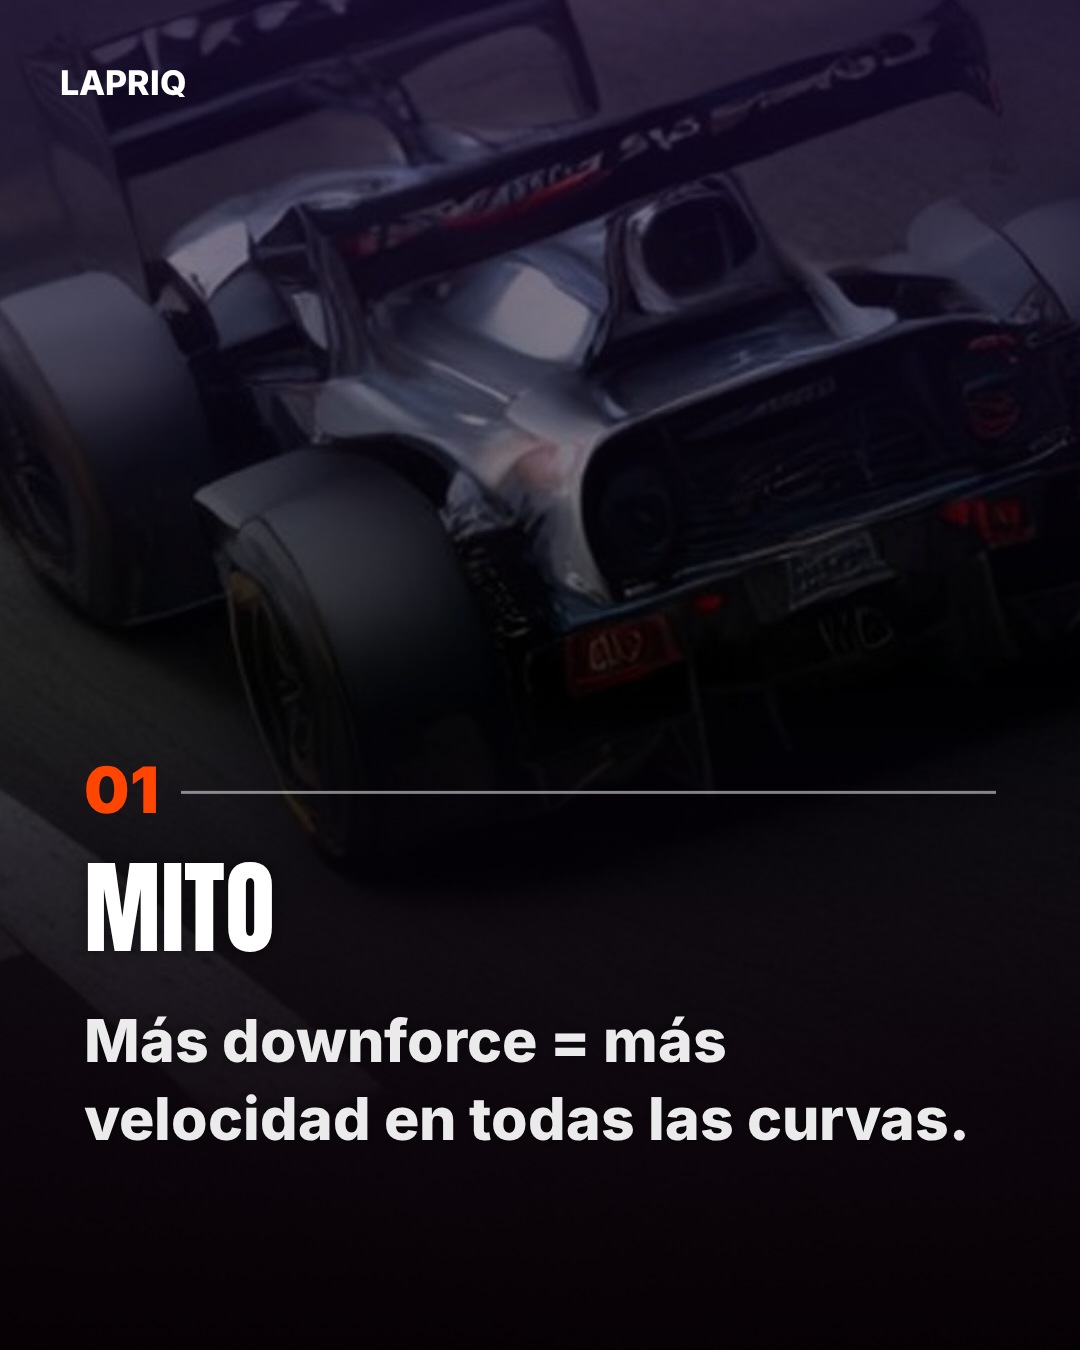 LAPRIQ
01
MITO
Más downforce = más
velocidad en todas las curvas.